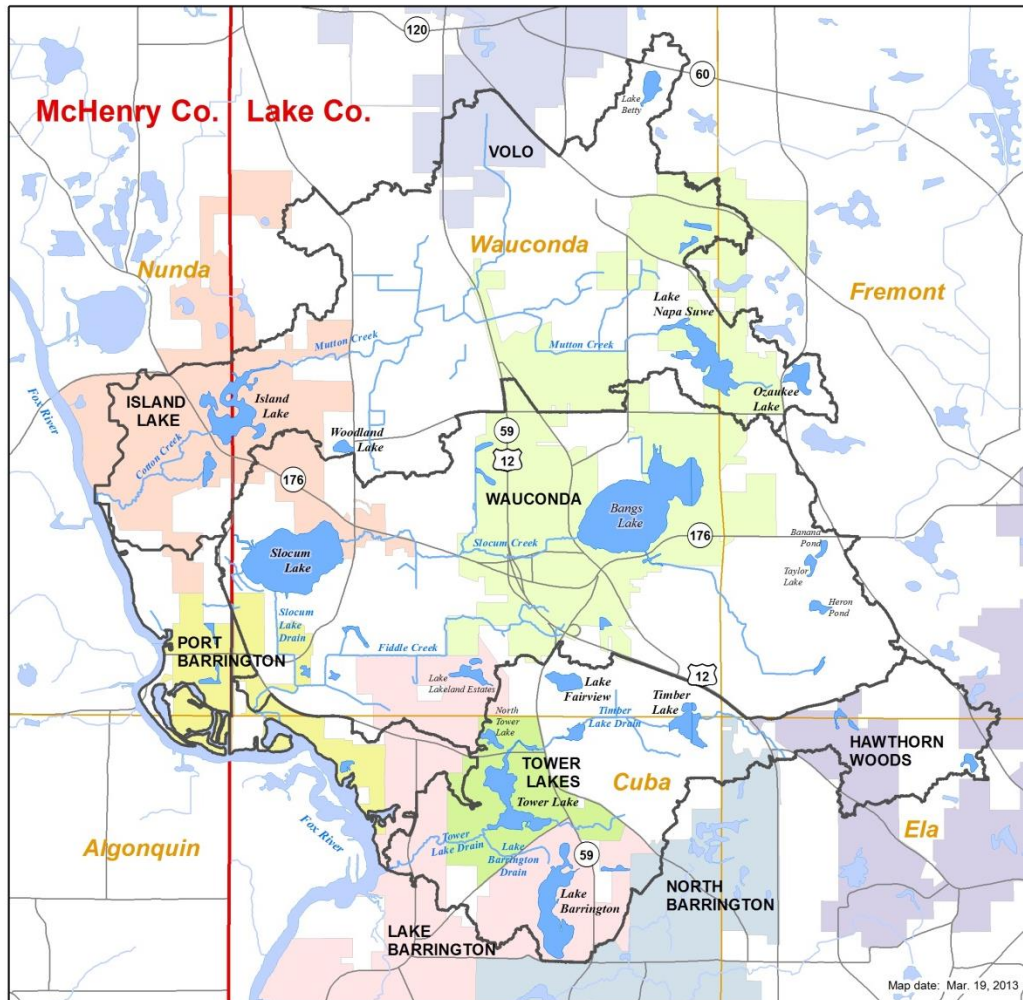 120
60
Lake
Betty
McHenry Co.
Lake Co.
VOLO
Wauconda
Nunda
Fremont
Lake
Napa Suwe
Mutton Creek
Mutton Creek
Fox River
ISLAND
LAKE
Island
Lake
Ozaukee
Lake
Woodland
Lake
59
12
Cotton Creek
176
WAUCONDA
Bangs
Lake
176
Banana
Pond
Slocum Creek
Slocum
Lake
Taylor
Lake
Heron
Pond
Slocum
Lake
Drain
PORT
BARRINGTON
Fiddle Creek
12
Lake
Lakeland Estates
Lake
Fairview
Timber
Lake
North
Tower
Lake
Timber
Lake Drain
HAWTHORN
WOODS
TOWER
LAKES
Cuba
Tower Lake
Fox River
Algonquin
Ela
Tower
Lake Drain
Lake
Barrington
Drain
59
NORTH
BARRINGTON
Lake
Barrington
LAKE
BARRINGTON
Map date: Mar. 19, 2013